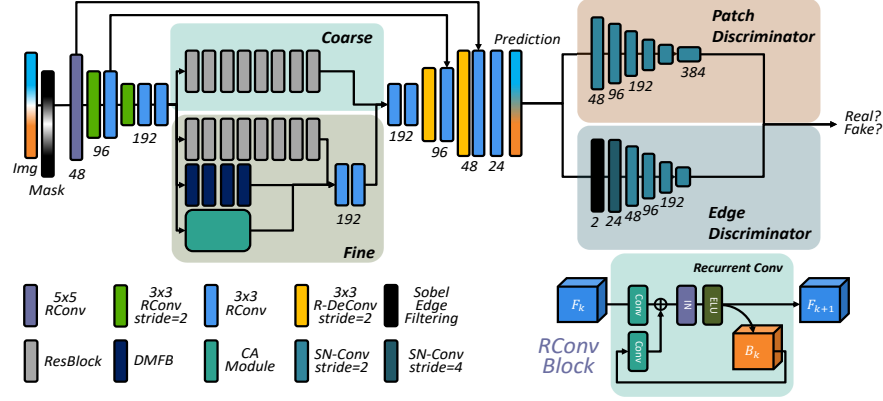 Coarse
Prediction
Patch
Discriminator
48
96
192
384
Img
Mask
48
96
192
192
96
48
24
192
Fine
Real?
Fake?
2
24
48
96
192
Edge
Discriminator
5x5
RConv
3x3
RConv
stride=2
3x3
RConv
3x3
R-DeConv
stride=2
Sobel
Edge
Filtering
ResBlock
DMFB
CA
Module
SN-Conv
stride=2
SN-Conv
stride=4
Recurrent Conv
F_k
Conv
IN
ELU
F_{k+1}
Conv
B_k
RConv
Block